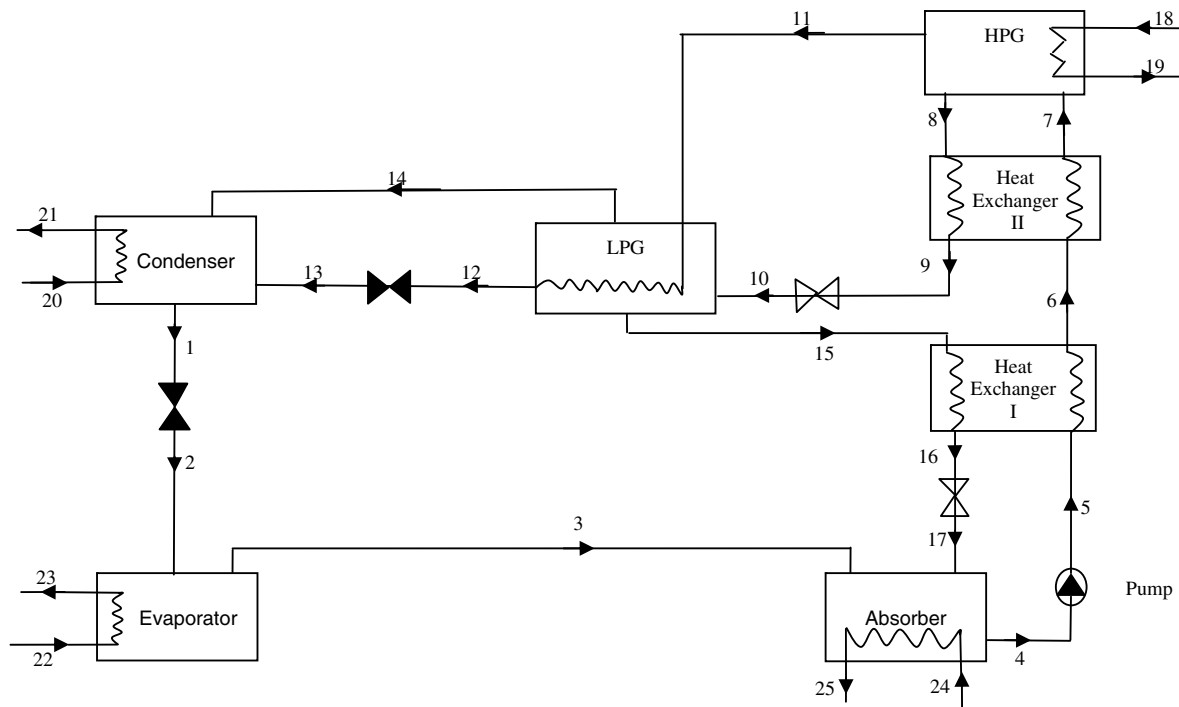 11
18
HPG
19
8
7
14
Heat
Exchanger
II
21
LPG
Condenser
9
13
12
10
20
6
1
15
Heat
Exchanger
I
2
16
5
3
17
23
Pump
Evaporator
Absorber
22
4
25
24